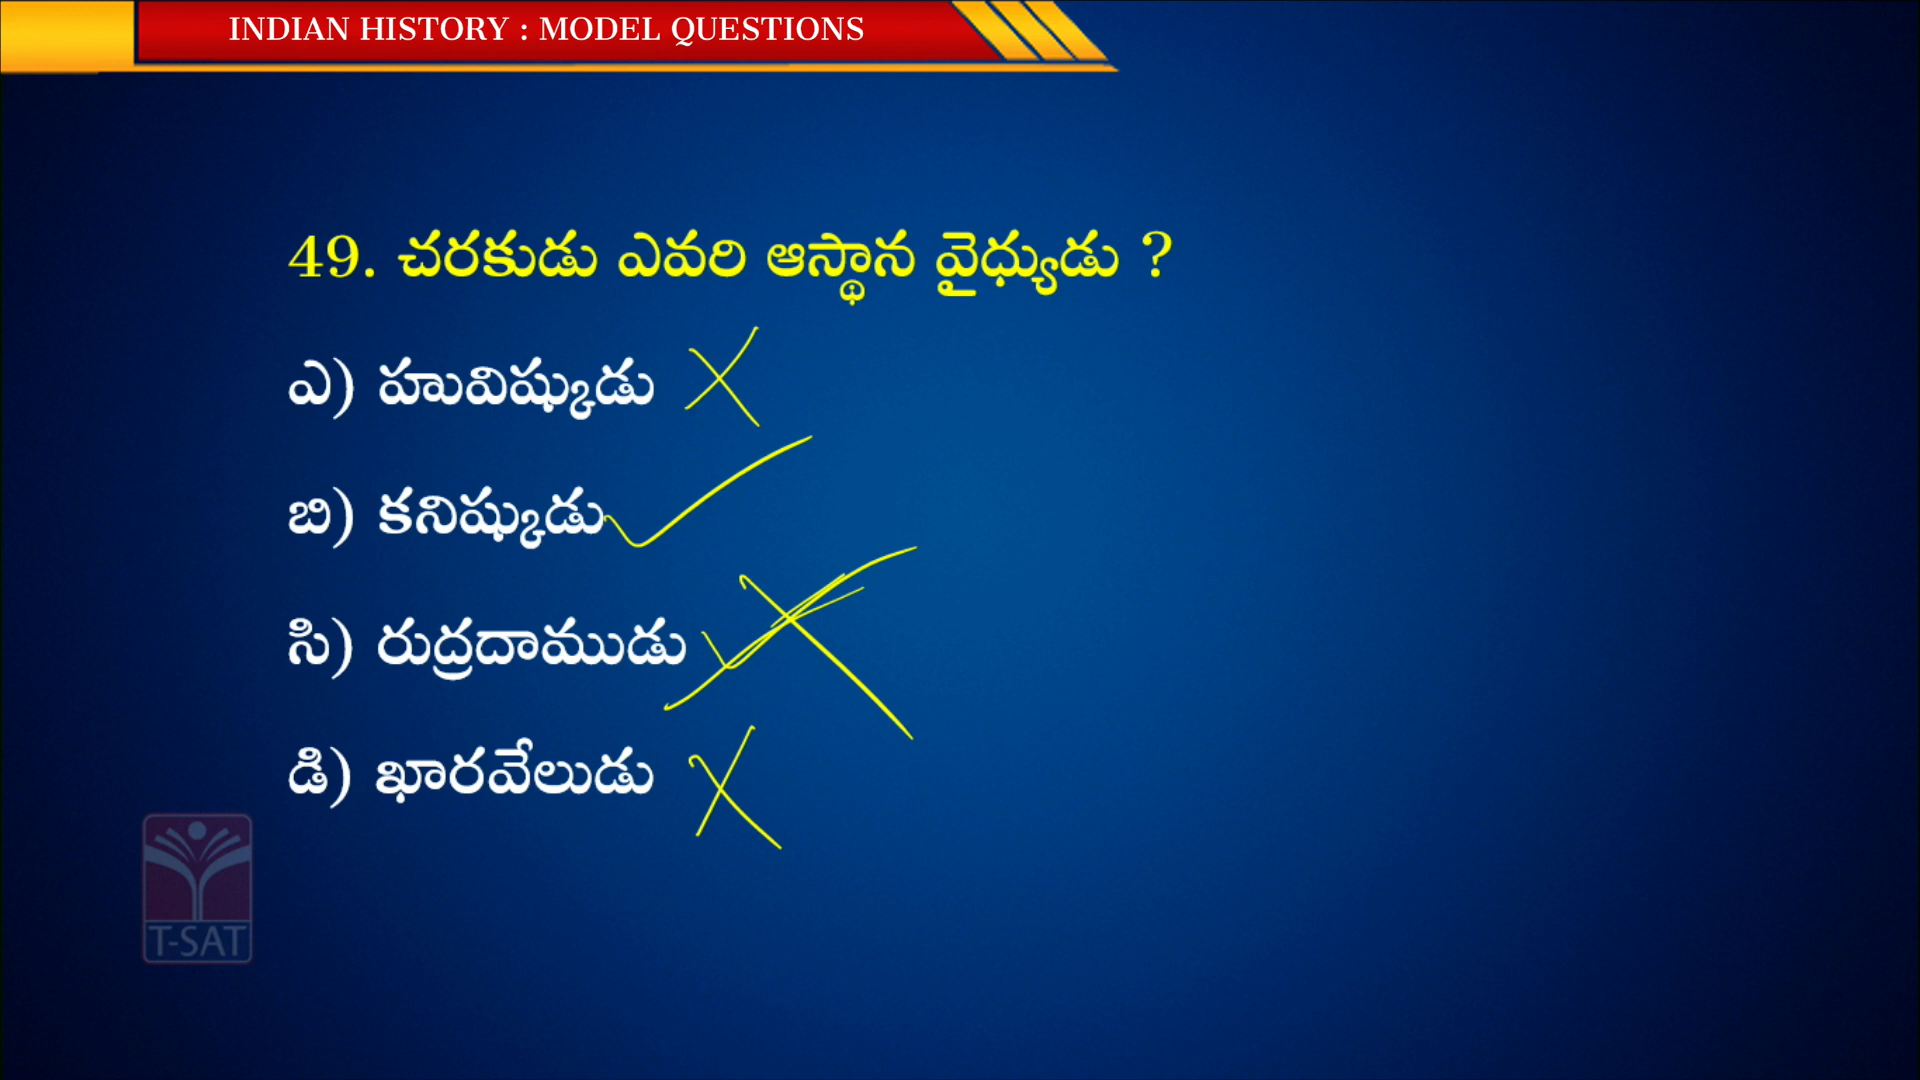 INDIAN HISTORY : MODEL QUESTIONS
49. చరకుడు ఎవరి ఆస్థాన వైధ్యుడు ?
ఎ) హువిష్కుడు
బి) కనిష్కుడు
సి) రుద్రదాముడు
డి) ఖారవేలుడు
T-SAT